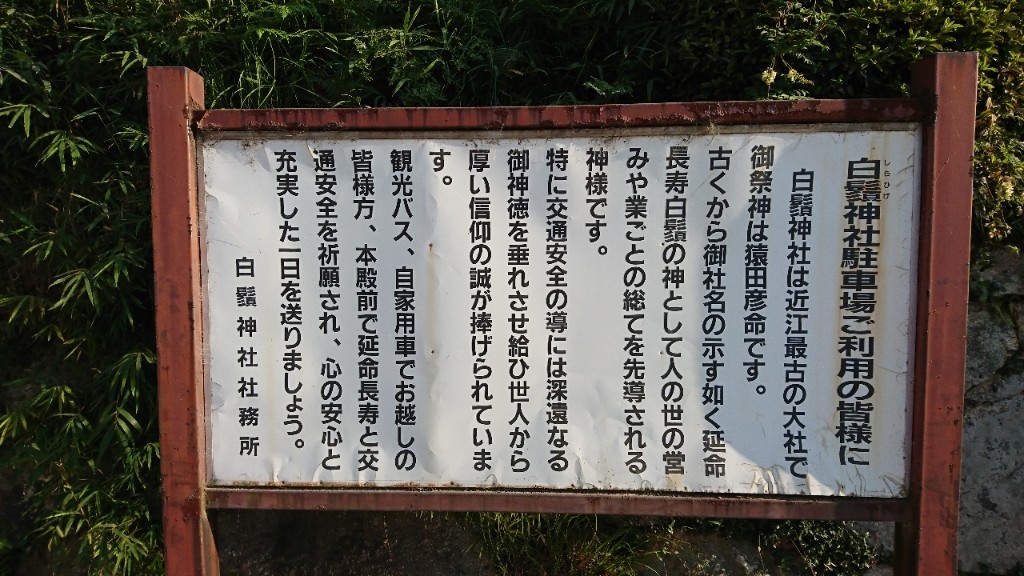 しらひげ
白鬚神社駐車場ご利用の皆様に
白鬚神社は近江最古の大社で
御祭神は猿田彦命です。
古くから御社名の示す如く延命
長寿白鬚の神として人の世の営
みや業ごとの総てを先導される
神様です。
特に交通安全の導には深遠なる
御神徳を垂れさせ給ひ世人から
厚い信仰の誠が捧げられていま
す。
観光バス、自家用車でお越しの
皆様方、本殿前で延命長寿と交
通安全を祈願され、心の安心と
充実した一日を送りましょう。
白鬚神社社務所